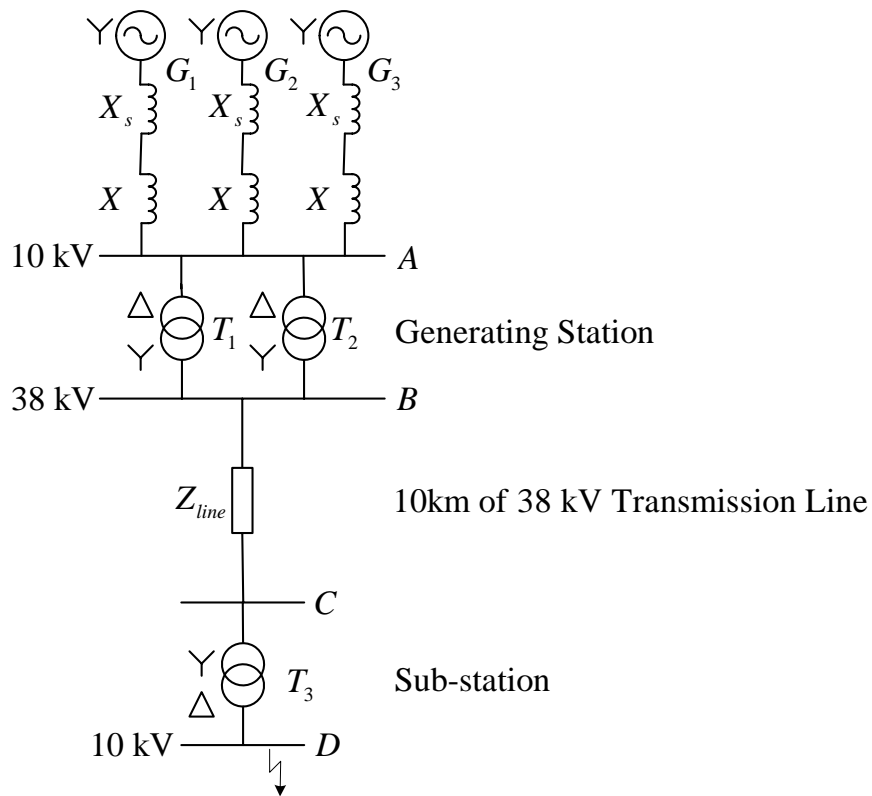 G₁ G₂ G₃
Xₛ Xₛ Xₛ
X X X
10 kV A
T₁ T₂ Generating Station
38 kV B
Z_line 10km of 38 kV Transmission Line
C
T₃ Sub-station
10 kV D